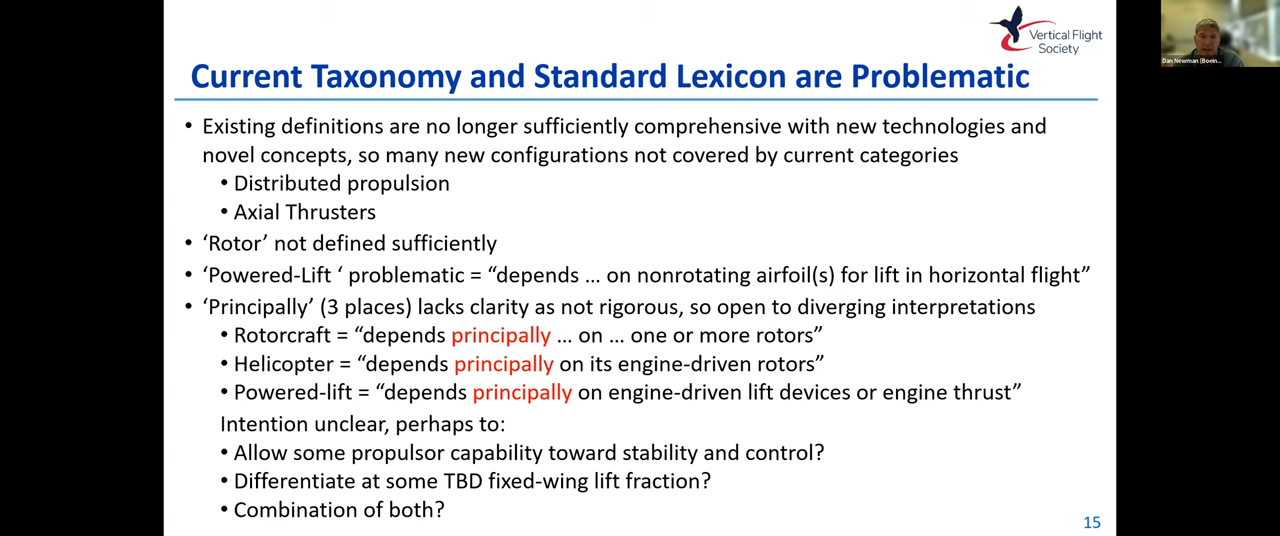 Vertical Flight
Society
Dan Newman (Boein...
Current Taxonomy and Standard Lexicon are Problematic
• Existing definitions are no longer sufficiently comprehensive with new technologies and
novel concepts, so many new configurations not covered by current categories
• Distributed propulsion
• Axial Thrusters
• ‘Rotor’ not defined sufficiently
• ‘Powered-Lift ‘ problematic = “depends … on nonrotating airfoil(s) for lift in horizontal flight”
• ‘Principally’ (3 places) lacks clarity as not rigorous, so open to diverging interpretations
• Rotorcraft = “depends principally … on … one or more rotors”
• Helicopter = “depends principally on its engine-driven rotors”
• Powered-lift = “depends principally on engine-driven lift devices or engine thrust”
Intention unclear, perhaps to:
• Allow some propulsor capability toward stability and control?
• Differentiate at some TBD fixed-wing lift fraction?
• Combination of both?
15